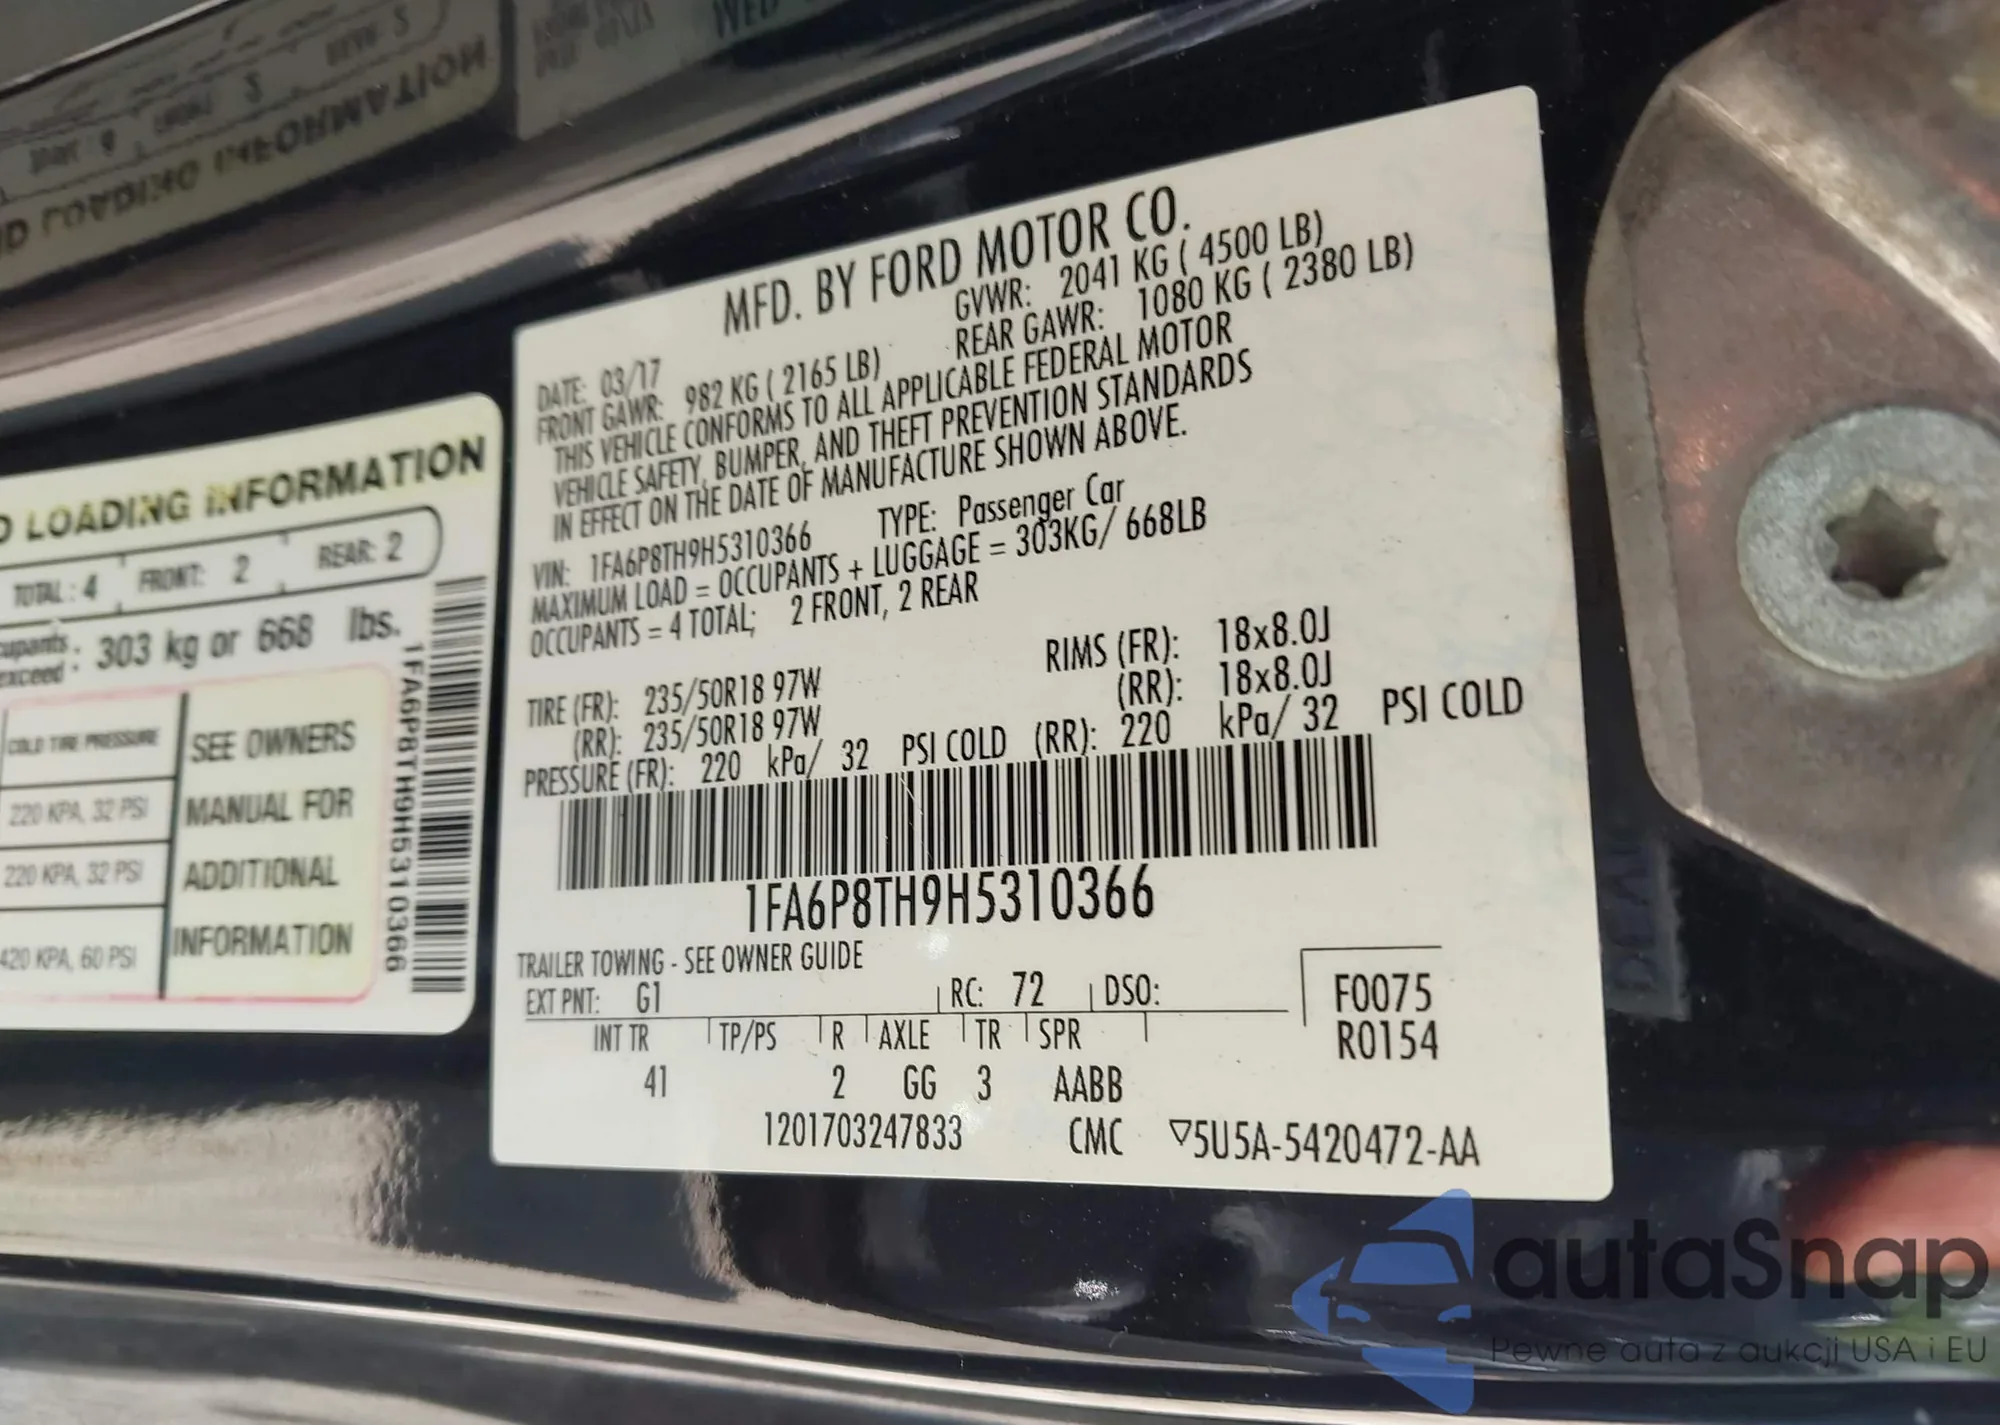 MFD. BY FORD MOTOR CO.
DATE: 03/17 GVWR: 2041 KG ( 4500 LB)
FRONT GAWR: 982 KG ( 2165 LB) REAR GAWR: 1080 KG ( 2380 LB)
THIS VEHICLE CONFORMS TO ALL APPLICABLE FEDERAL MOTOR
VEHICLE SAFETY, BUMPER, AND THEFT PREVENTION STANDARDS
IN EFFECT ON THE DATE OF MANUFACTURE SHOWN ABOVE.
VIN: 1FA6P8TH9H5310366 TYPE: Passenger Car
MAXIMUM LOAD = OCCUPANTS + LUGGAGE = 303KG/ 668LB
OCCUPANTS = 4 TOTAL; 2 FRONT, 2 REAR
TIRE (FR): 235/50R18 97W RIMS (FR): 18x8.0J
(RR): 235/50R18 97W (RR): 18x8.0J
PRESSURE (FR): 220 kPa/ 32 PSI COLD (RR): 220 kPa/ 32 PSI COLD
1FA6P8TH9H5310366
TRAILER TOWING - SEE OWNER GUIDE
EXT PNT: G1 RC: 72 DSO: F0075
R0154
INT TR TP/PS R AXLE TR SPR
41 2 GG 3 AABB
1201703247833 CMC ▽5U5A-5420472-AA
LOADING INFORMATION
TOTAL: 4 FRONT: 2 REAR: 2
303 kg or 668 lbs.
exceed
COLD TIRE PRESSURE
220 KPA, 32 PSI
220 KPA, 32 PSI
420 KPA, 60 PSI
SEE OWNERS
MANUAL FOR
ADDITIONAL
INFORMATION
1FA6P8TH9H5310366
autaSnap
Pewne auta z aukcji USA i EU